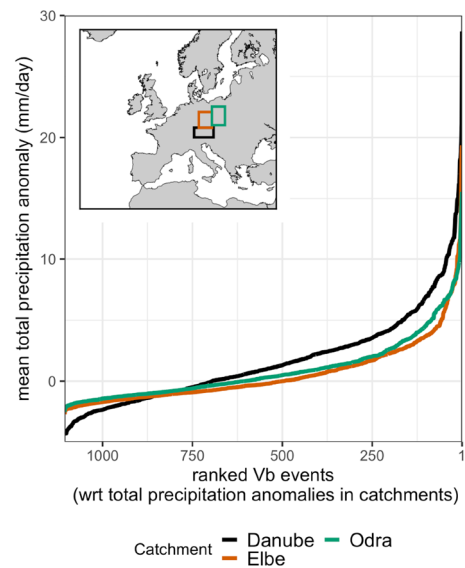 mean total precipitation anomaly (mm/day)
30
20
10
0
1000 750 500 250 1
ranked Vb events
(wrt total precipitation anomalies in catchments)
Catchment
Danube Odra
Elbe